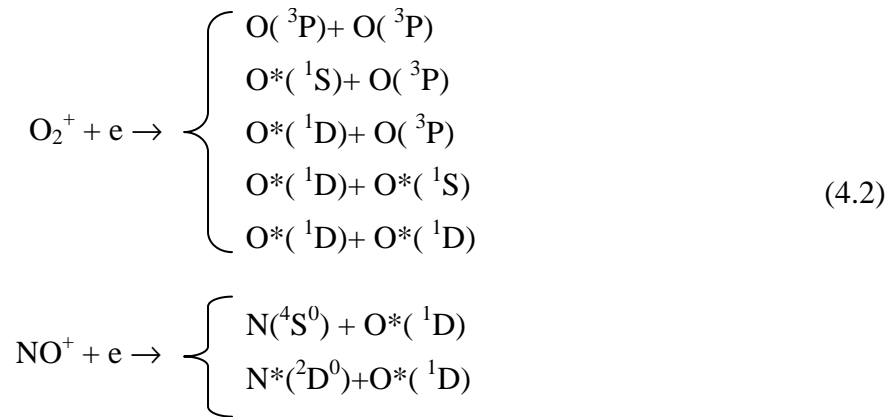 O( ³P)+ O( ³P)
O*( ¹S)+ O( ³P)
O₂⁺ + e → O*( ¹D)+ O( ³P)
O*( ¹D)+ O*( ¹S)
(4.2)
O*( ¹D)+ O*( ¹D)
N(⁴S⁰) + O*( ¹D)
NO⁺ + e →
N*(²D⁰)+O*( ¹D)